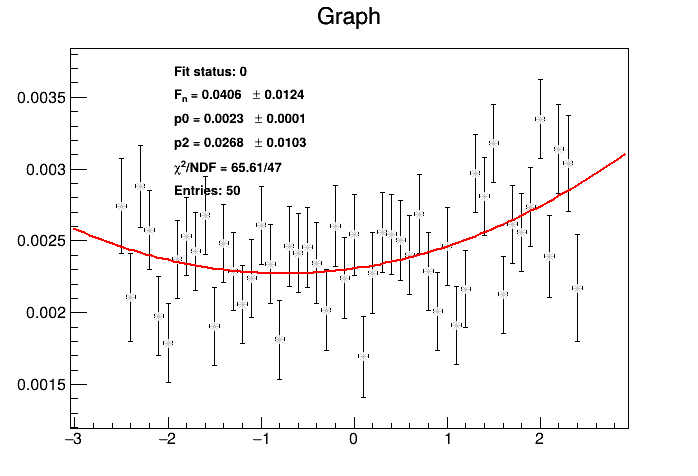 Graph
Fit status: 0
Fn = 0.0406 ± 0.0124
p0 = 0.0023 ± 0.0001
p2 = 0.0268 ± 0.0103
χ²/NDF = 65.61/47
Entries: 50
0.0035
0.003
0.0025
0.002
0.0015
−3 −2 −1 0 1 2